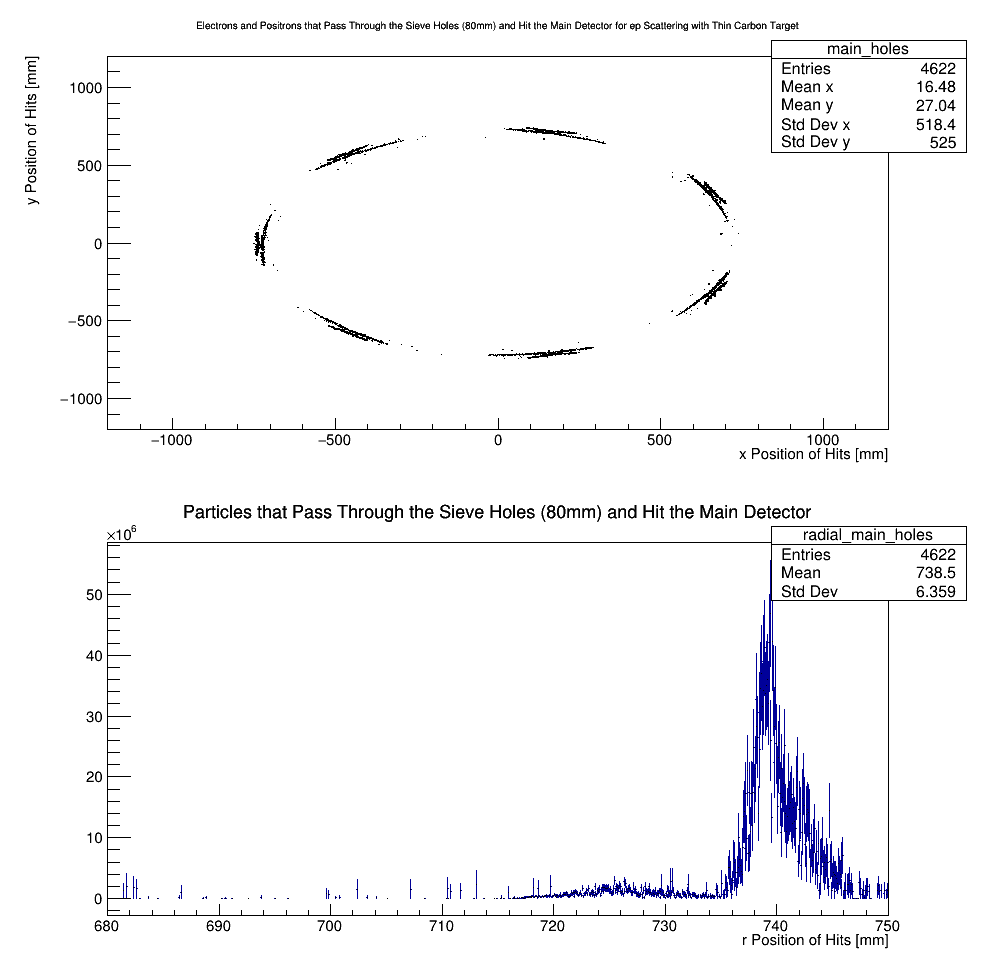 Electrons and Positrons that Pass Through the Sieve Holes (80mm) and Hit the Main Detector for ep Scattering with Thin Carbon Target
main_holes
Entries 4622
Mean x 16.48
Mean y 27.04
Std Dev x 518.4
Std Dev y 525
y Position of Hits [mm]
1000
500
0
−500
−1000
−1000 −500 0 500 1000
x Position of Hits [mm]
Particles that Pass Through the Sieve Holes (80mm) and Hit the Main Detector
×10⁶
radial_main_holes
Entries 4622
Mean 738.5
Std Dev 6.359
50
40
30
20
10
0
680 690 700 710 720 730 740 750
r Position of Hits [mm]